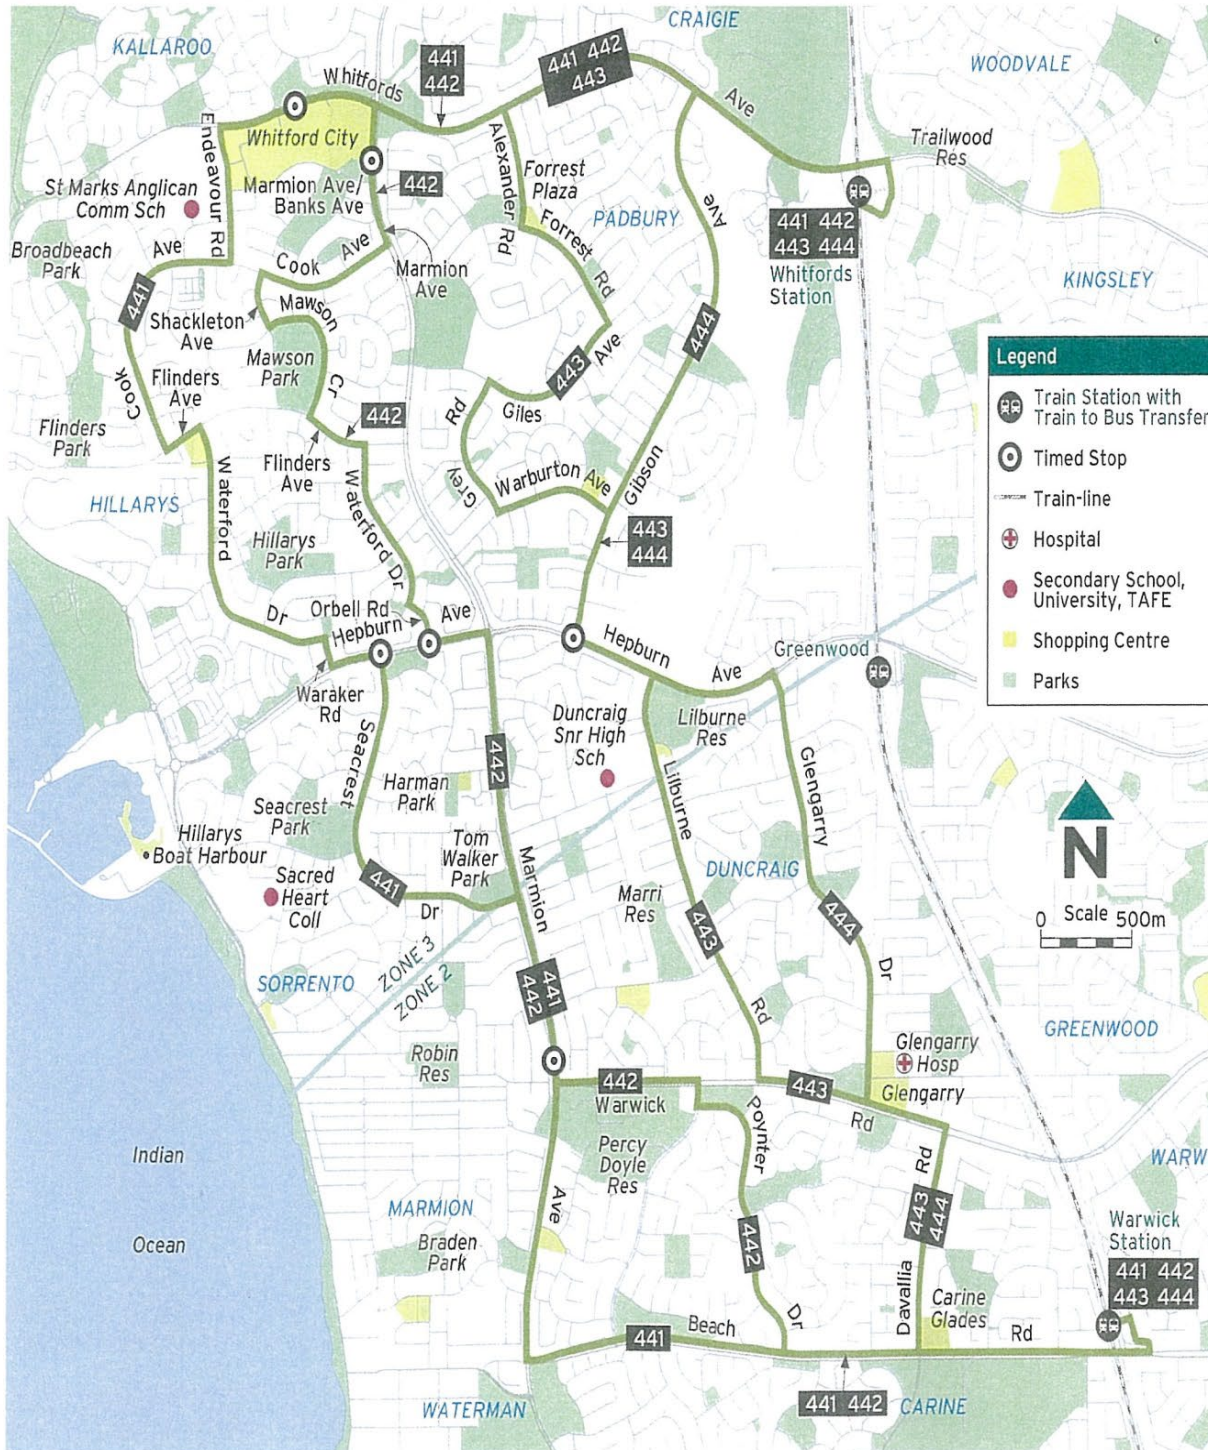 CRAIGIE
KALLAROO
441
442
441 442
443
WOODVALE
Whitfords
Ave
Whitford City
Endeavour Rd
Trailwood
Res
St Marks Anglican
Comm Sch
Marmion Ave/
Banks Ave
442
Alexander Rd
Forrest
Plaza
PADBURY
Ave
Forrest
Rd
441 442
443 444
Whitfords
Station
Broadbeach
Park
Ave
Cook
Ave
Marmion
Ave
KINGSLEY
441
Shackleton
Ave
Mawson
Mawson
Park
Cr
444
Ave
443
Giles
Rd
Grey
Cook
Flinders
Ave
442
Flinders
Park
Flinders
Ave
Warburton Ave
Gibson
HILLARYS
Waterford
Hillarys
Park
Waterford Dr
443
444
Legend
Train Station with
Train to Bus Transfer
Timed Stop
Train-line
Hospital
Secondary School,
University, TAFE
Shopping Centre
Parks
Dr
Orbell Rd
Hepburn
Ave
Hepburn
Ave
Greenwood
Waraker
Rd
Seacrest
442
Duncraig
Snr High
Sch
Lilburne
Res
Lilburne
Glengarry
Harman
Park
Seacrest
Park
Hillarys
Boat Harbour
Tom
Walker
Park
Marmion
441
Dr
Sacred
Heart
Coll
Marri
Res
DUNCRAIG
443
444
Dr
N
0 Scale 500m
ZONE 3
ZONE 2
SORRENTO
441
442
Rd
GREENWOOD
Robin
Res
Glengarry
Hosp
Glengarry
442
Warwick
443
Rd
Poynter
Percy
Doyle
Res
Ave
Indian
Ocean
MARMION
Braden
Park
442
Dr
Rd
443
444
Davallia
WARW
Warwick
Station
441 442
443 444
Carine
Glades
441
Beach
Rd
441 442
WATERMAN
CARINE